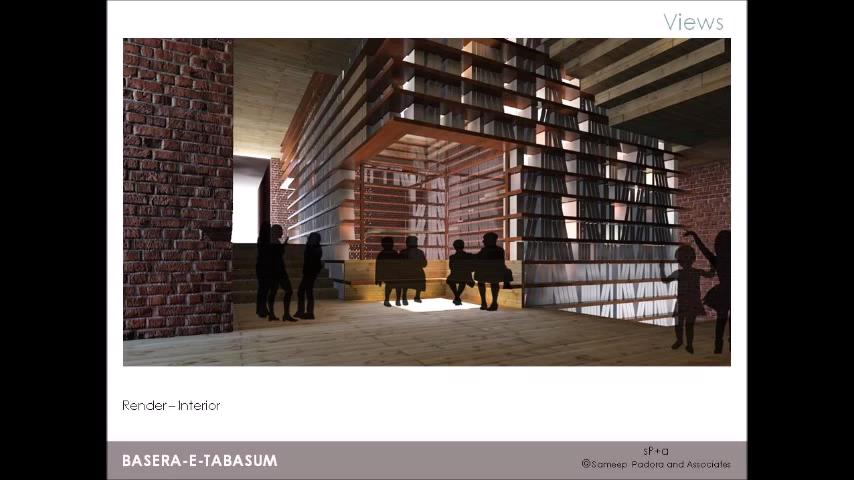 Views
Render – Interior
BASERA-E-TABASUM
sP+a
©Sameep Padora and Associates